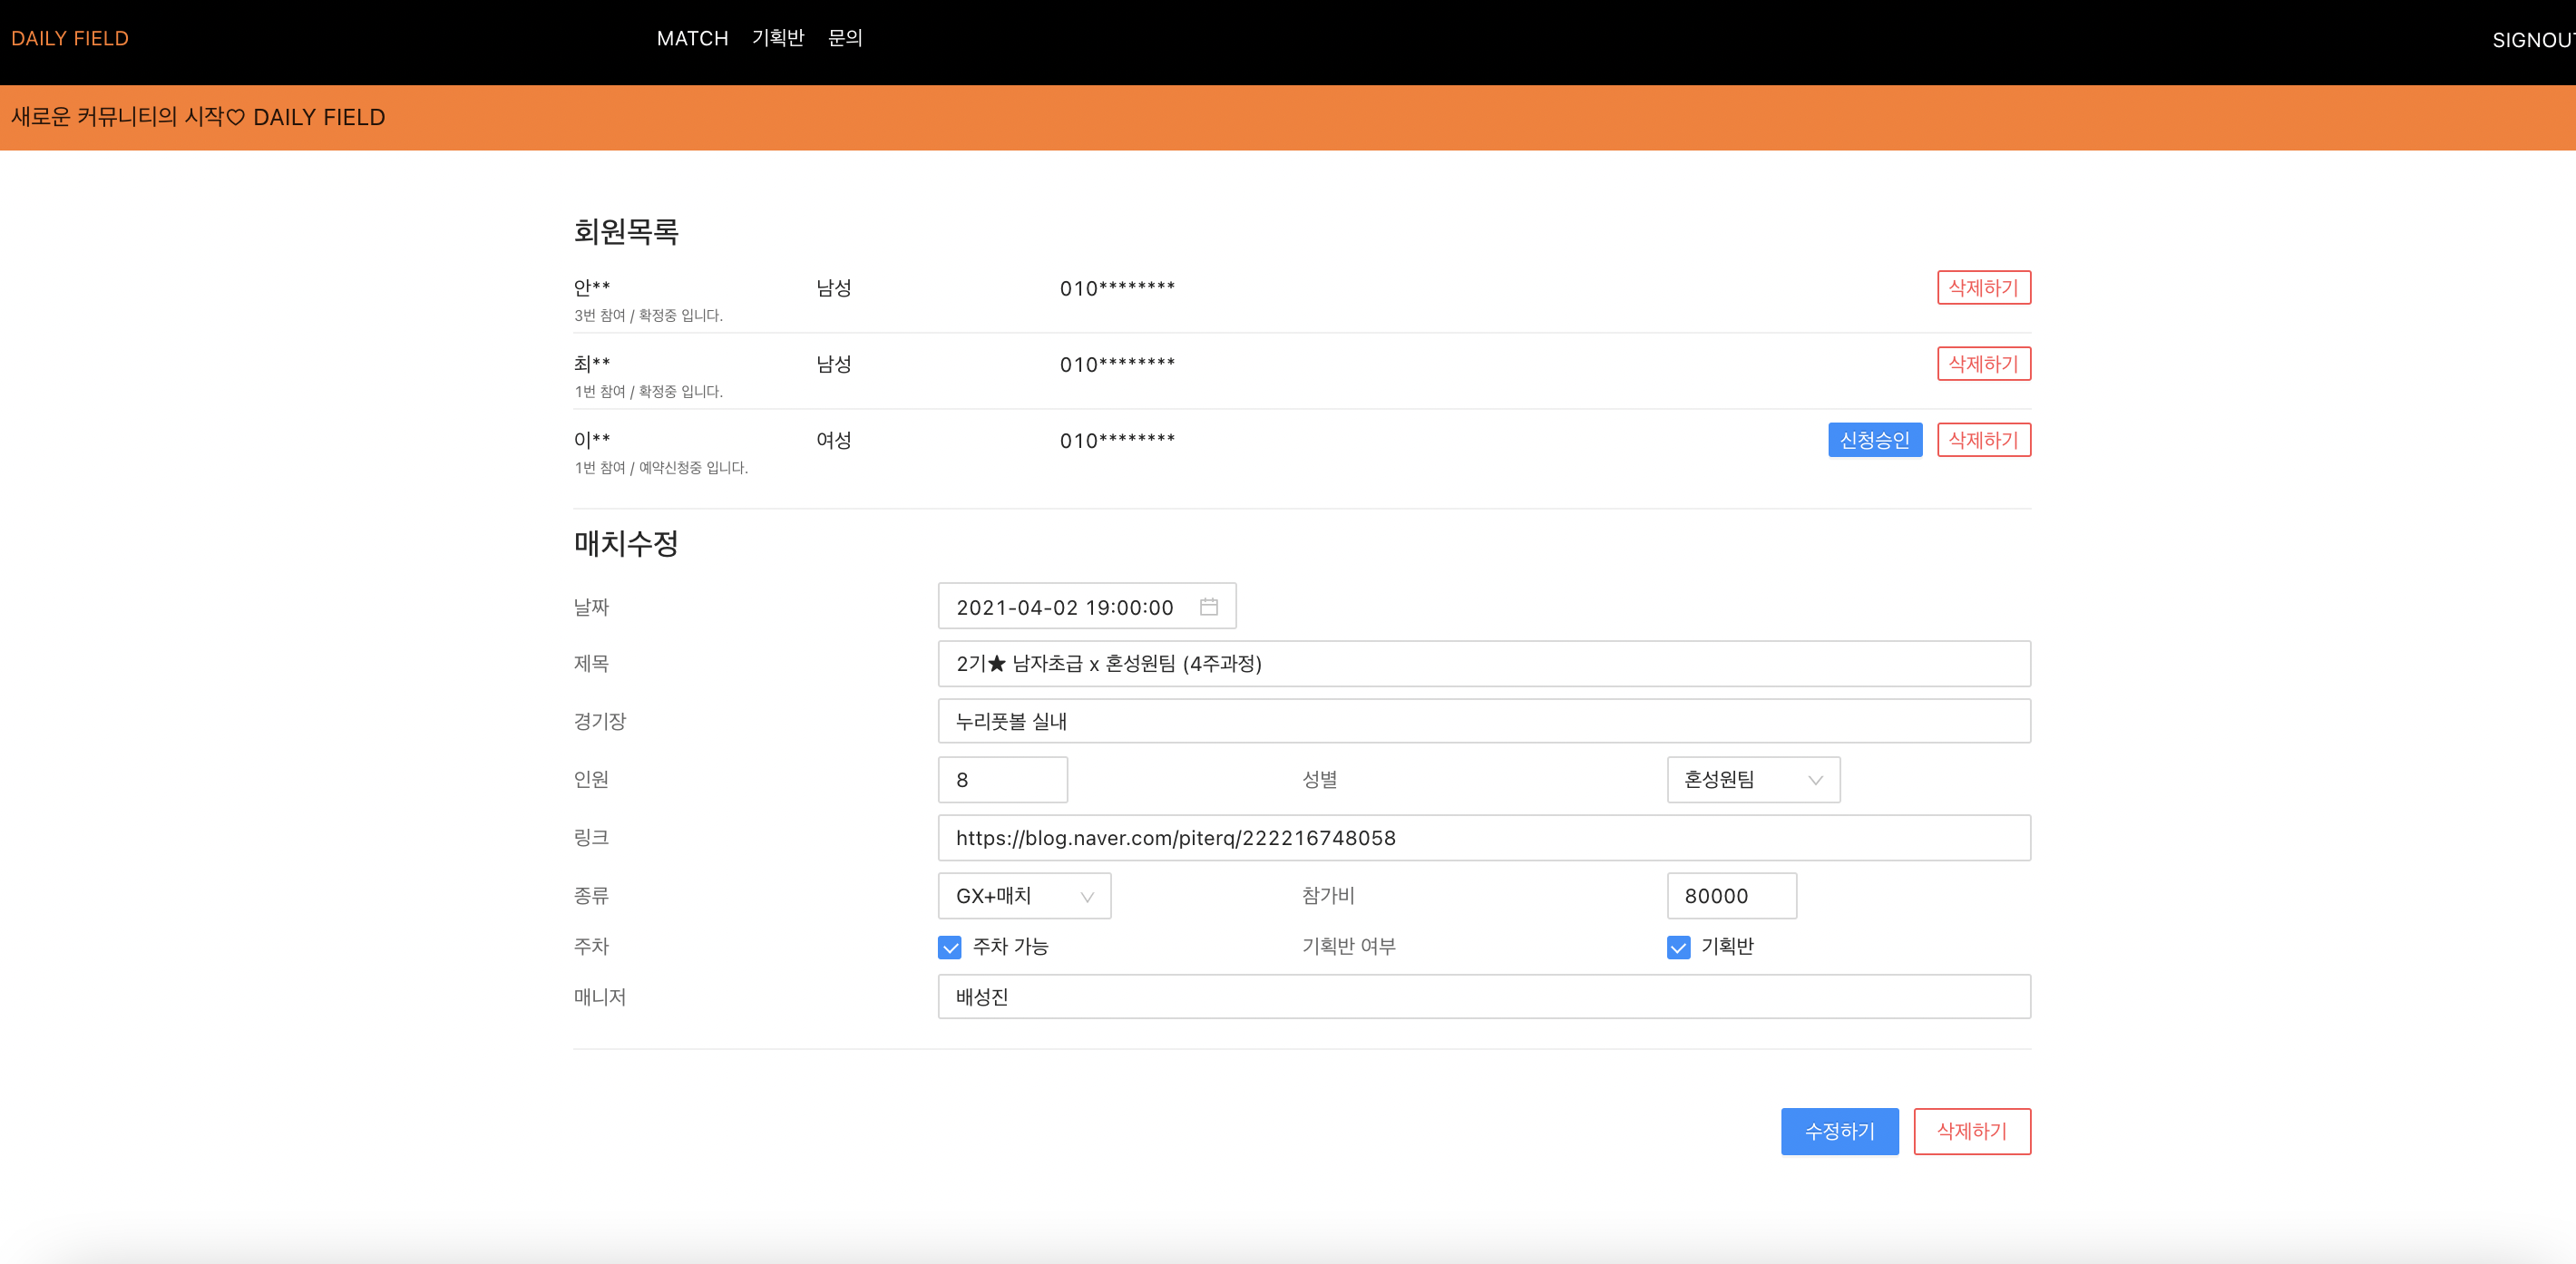 DAILY FIELD MATCH 기획반 문의 SIGNOUT
새로운 커뮤니티의 시작♡ DAILY FIELD
회원목록
안** 남성 010******** 삭제하기
3번 참여 / 확정중 입니다.
최** 남성 010******** 삭제하기
1번 참여 / 확정중 입니다.
이** 여성 010******** 신청승인 삭제하기
1번 참여 / 예약신청중 입니다.
매치수정
날짜 2021-04-02 19:00:00
제목 2기★ 남자초급 x 혼성원팀 (4주과정)
경기장 누리풋볼 실내
인원 8 성별 혼성원팀
링크 https://blog.naver.com/piterq/222216748058
종류 GX+매치 참가비 80000
주차 주차 가능 기획반 여부 기획반
매니저 배성진
수정하기 삭제하기